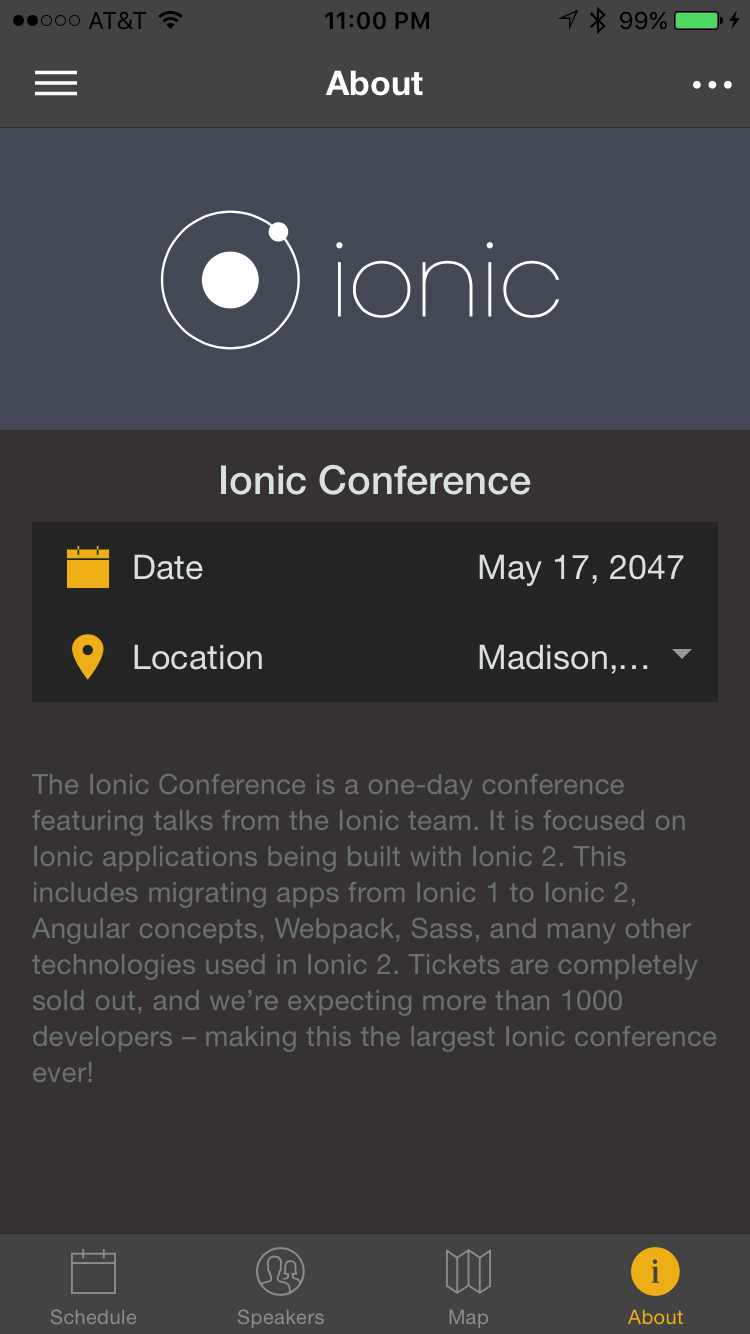 AT&T 11:00 PM 99%
About
ionic
Ionic Conference
Date May 17, 2047
Location Madison,...
The Ionic Conference is a one-day conference
featuring talks from the Ionic team. It is focused on
Ionic applications being built with Ionic 2. This
includes migrating apps from Ionic 1 to Ionic 2,
Angular concepts, Webpack, Sass, and many other
technologies used in Ionic 2. Tickets are completely
sold out, and we’re expecting more than 1000
developers – making this the largest Ionic conference
ever!
Schedule Speakers Map About